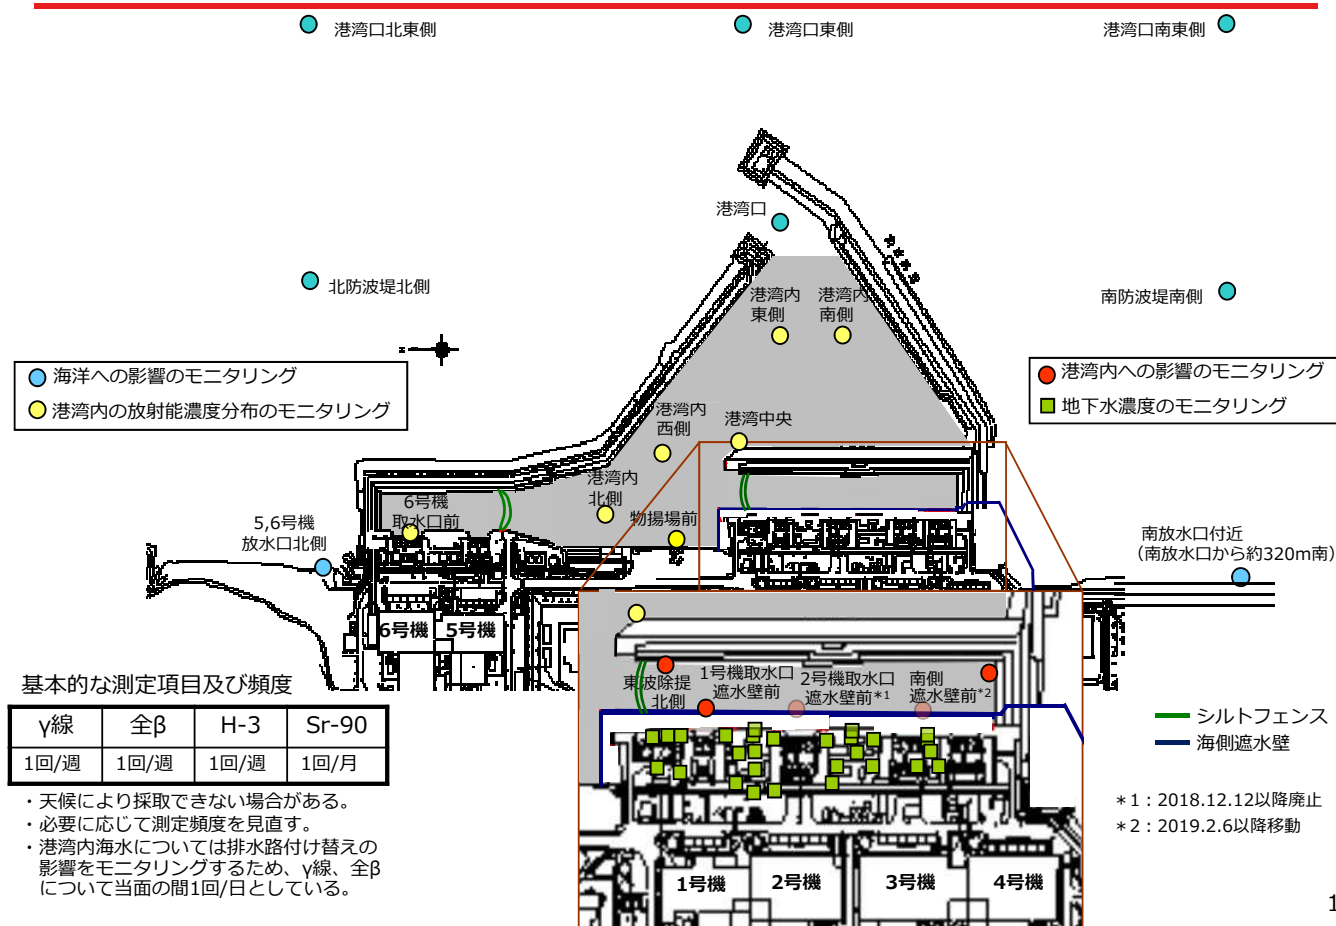 港湾口北東側
港湾口東側
港湾口南東側
港湾口
北防波堤北側
港湾内
東側
港湾内
南側
南防波堤南側
海洋への影響のモニタリング
港湾内の放射能濃度分布のモニタリング
港湾内への影響のモニタリング
地下水濃度のモニタリング
港湾内
西側
港湾中央
港湾内
北側
6号機
取水口前
物揚場前
5,6号機
放水口北側
南放水口付近
(南放水口から約320m南)
6号機
5号機
東波除堤
北側
1号機取水口
遮水壁前
2号機取水口
遮水壁前*1
南側
遮水壁前*2
基本的な測定項目及び頻度
γ線 全β H-3 Sr-90
1回/週 1回/週 1回/週 1回/月
・天候により採取できない場合がある。
・必要に応じて測定頻度を見直す。
・港湾内海水については排水路付け替えの
影響をモニタリングするため、γ線、全β
について当面の間1回/日としている。
シルトフェンス
海側遮水壁
*1:2018.12.12以降廃止
*2:2019.2.6以降移動
1号機
2号機
3号機
4号機
1